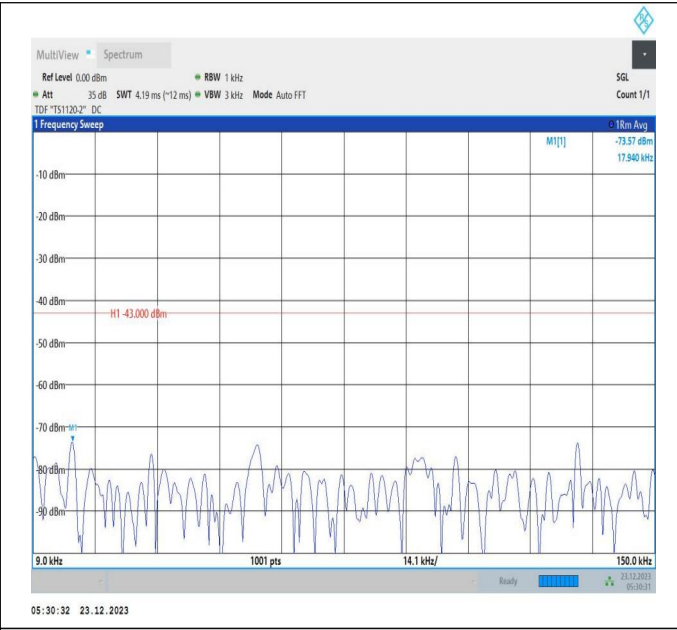 MultiView Spectrum
Ref Level 0.00 dBm RBW 1 kHz SGL
Att 35 dB SWT 4.19 ms (~12 ms) VBW 3 kHz Mode Auto FFT Count 1/1
TDF "TS1120-2" DC
1 Frequency Sweep 1Rm Avg
M1[1] -73.57 dBm
17.940 kHz
-10 dBm
-20 dBm
-30 dBm
-40 dBm
H1 -43.000 dBm
-50 dBm
-60 dBm
-70 dBm M1
-80 dBm
-90 dBm
9.0 kHz 1001 pts 14.1 kHz/ 150.0 kHz
Ready 23.12.2023
05:30:31
05:30:32 23.12.2023